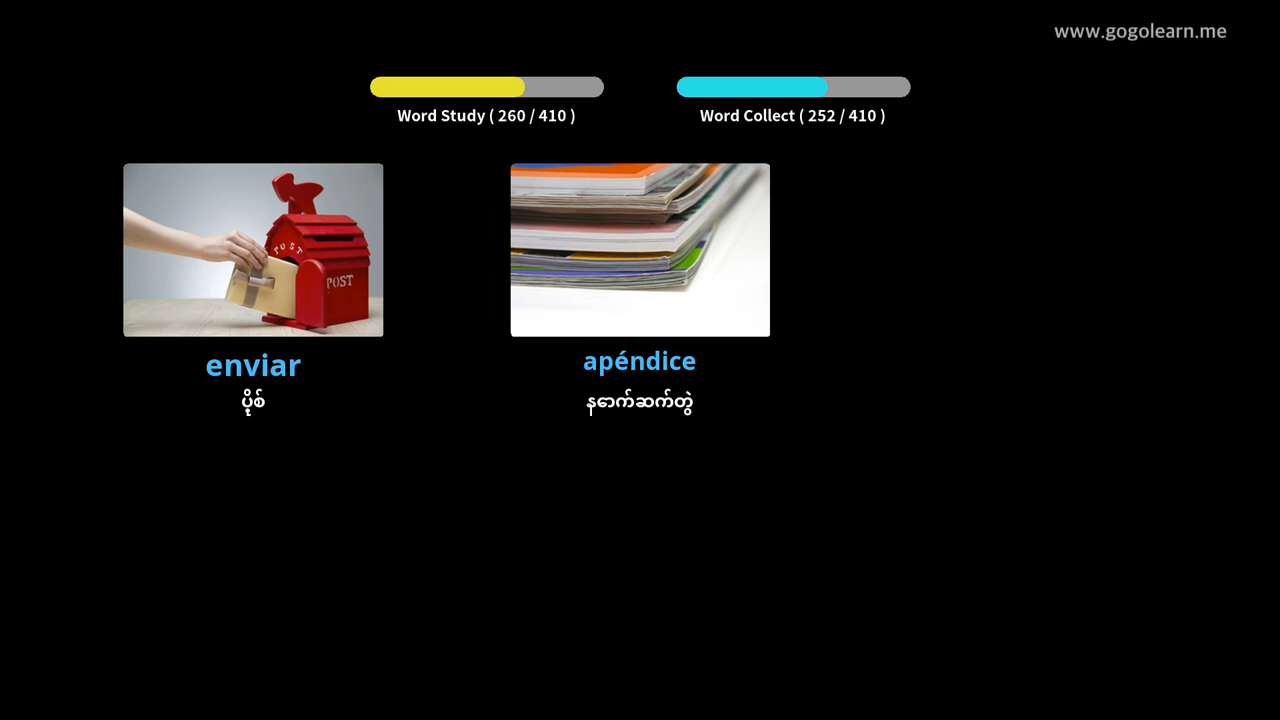 www.gogolearn.me
Word Study ( 260 / 410 )
Word Collect ( 252 / 410 )
POST
POST
enviar
apéndice
ပို့စ်
နောက်ဆက်တွဲ